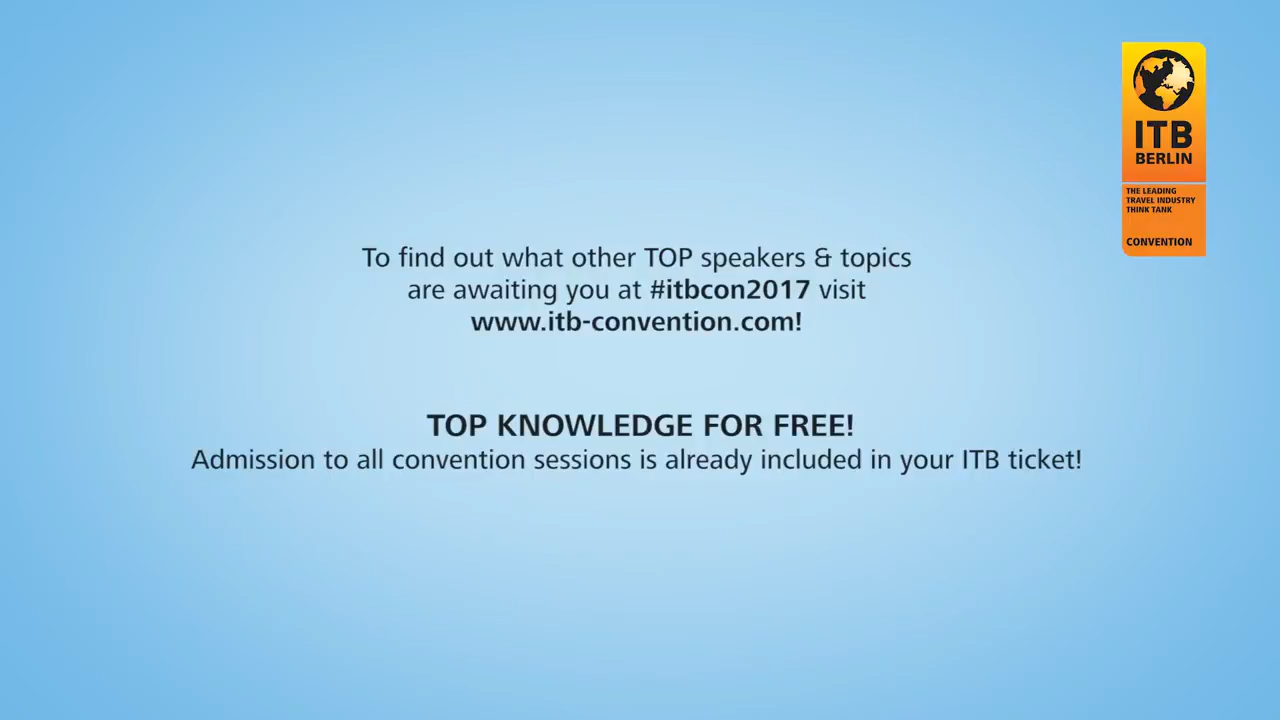 ITB
BERLIN
THE LEADING
TRAVEL INDUSTRY
THINK TANK
CONVENTION
To find out what other TOP speakers & topics
are awaiting you at #itbcon2017 visit
www.itb-convention.com!
TOP KNOWLEDGE FOR FREE!
Admission to all convention sessions is already included in your ITB ticket!